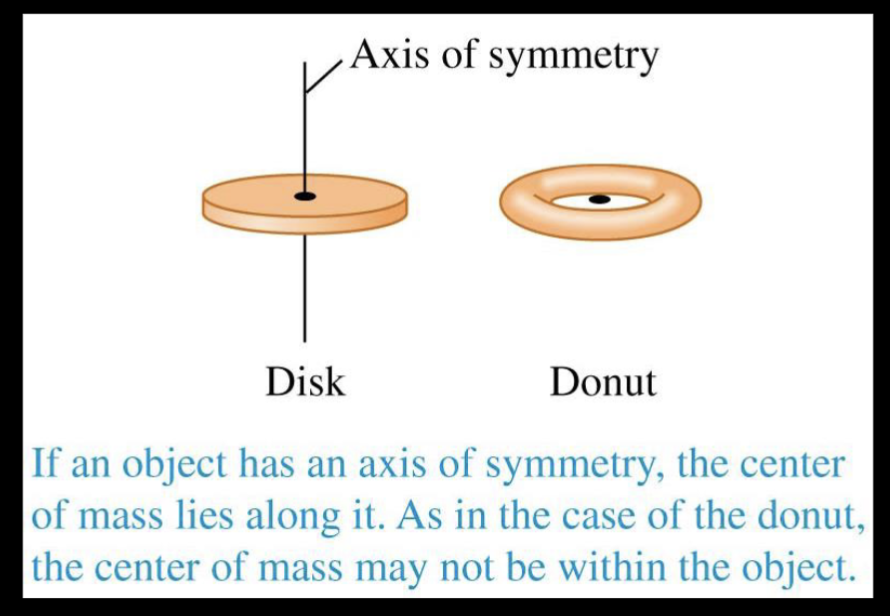 Axis of symmetry
Disk
Donut
If an object has an axis of symmetry, the center
of mass lies along it. As in the case of the donut,
the center of mass may not be within the object.